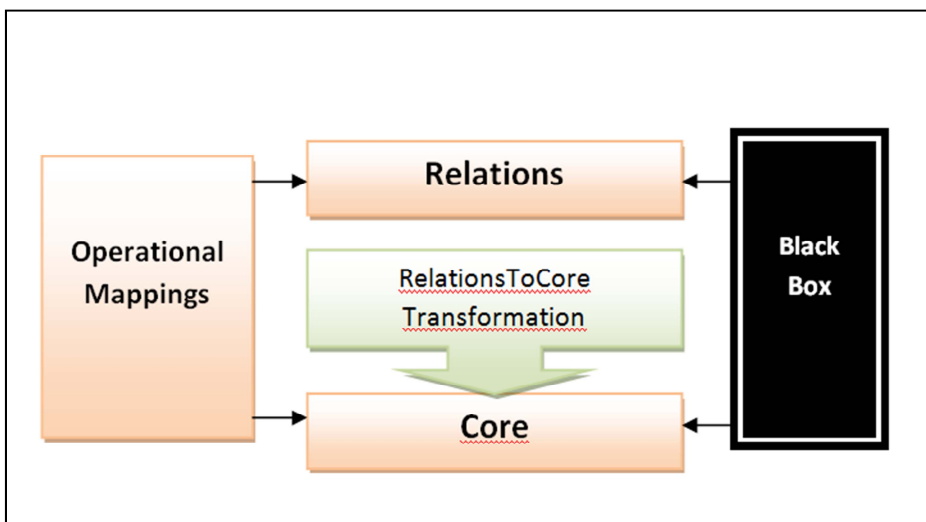 Operational
Mappings
Relations
RelationsToCore
Transformation
Core
Black
Box